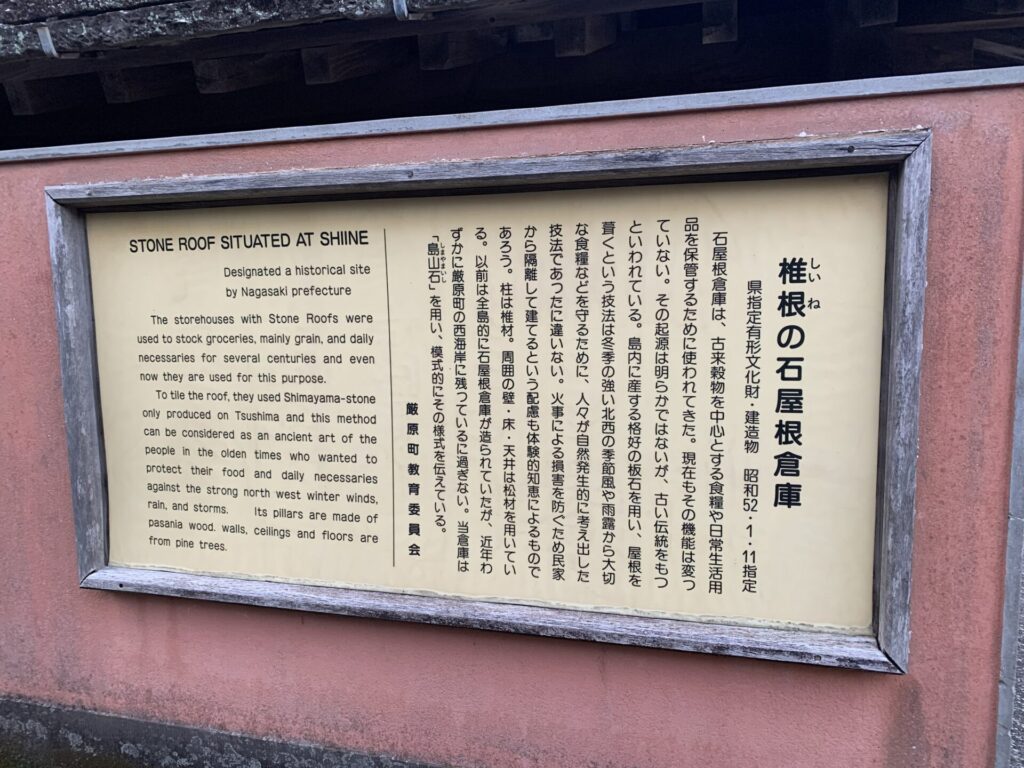 STONE ROOF SITUATED AT SHIINE
Designated a historical site
by Nagasaki prefecture
The storehouses with Stone Roofs were
used to stock groceries, mainly grain, and daily
necessaries for several centuries and even
now they are used for this purpose.
To tile the roof, they used Shimayama-stone
only produced on Tsushima and this method
can be considered as an ancient art of the
people in the olden times who wanted to
protect their food and daily necessaries
against the strong north west winter winds,
rain, and storms. Its pillars are made of
pasania wood. walls, ceilings and floors are
from pine trees.
椎根の石屋根倉庫
しいね
県指定有形文化財・建造物 昭和52・1・11指定
石屋根倉庫は、古来穀物を中心とする食糧や日常生活用
品を保管するために使われてきた。現在もその機能は変っ
ていない。その起源は明らかではないが、古い伝統をもつ
といわれている。島内に産する格好の板石を用い、屋根を
葺くという技法は冬季の強い北西の季節風や雨露から大切
な食糧などを守るために、人々が自然発生的に考え出した
技法であったに違いない。火事による損害を防ぐため民家
から隔離して建てるという配慮も体験的知恵によるもので
あろう。柱は椎材。周囲の壁・床・天井は松材を用いてい
る。以前は全島的に石屋根倉庫が造られていたが、近年わ
ずかに厳原町の西海岸に残っているに過ぎない。当倉庫は
「島山石」を用い、模式的にその様式を伝えている。
しまやまいし
厳原町教育委員会